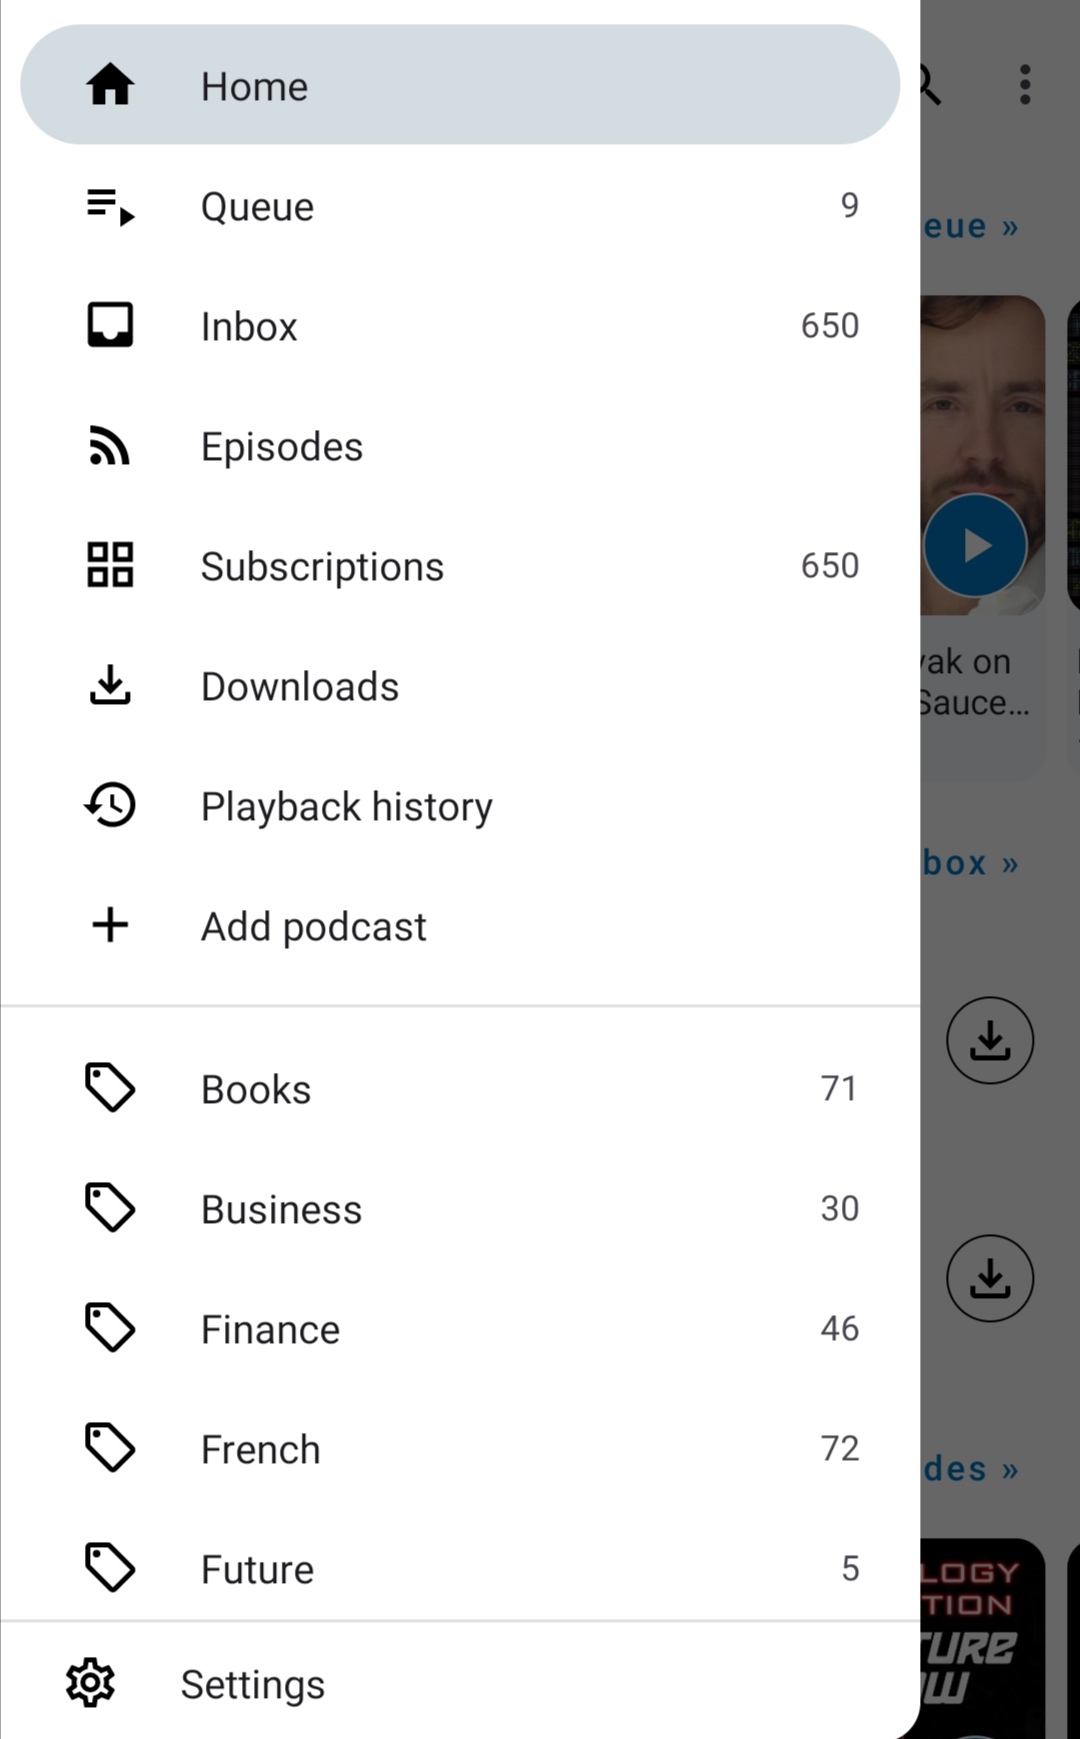 Home
Queue 9
Inbox 650
Episodes
Subscriptions 650
Downloads
Playback history
Add podcast
Books 71
Business 30
Finance 46
French 72
Future 5
Settings
eue »
on
Sauce...
box »
des »
LOGY
TION
TURE
OW